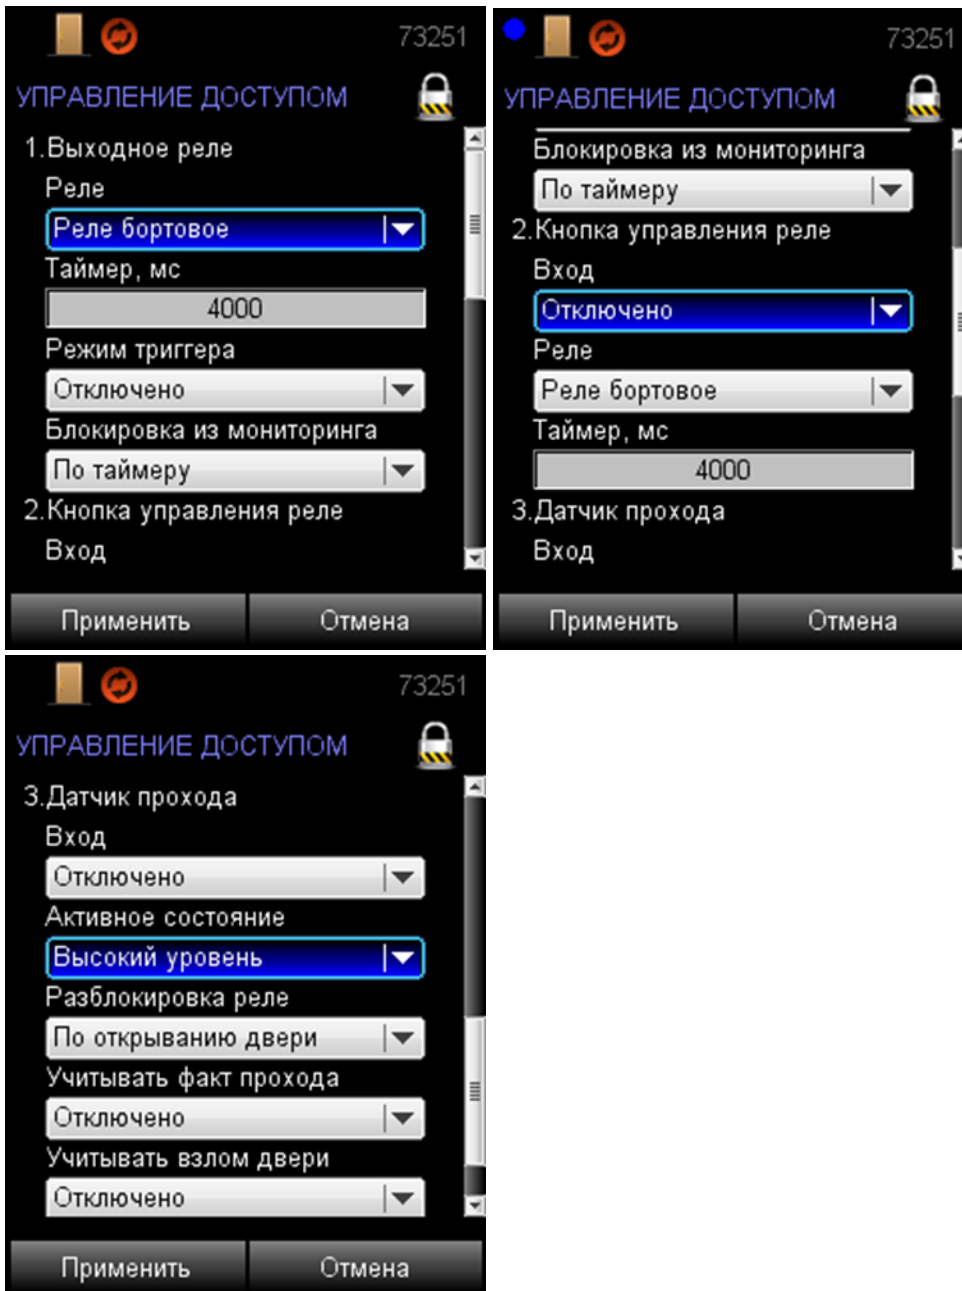 73251
УПРАВЛЕНИЕ ДОСТУПОМ
1.Выходное реле
Реле
Реле бортовое
Таймер, мс
4000
Режим триггера
Отключено
Блокировка из мониторинга
По таймеру
2.Кнопка управления реле
Вход
Применить
Отмена
73251
УПРАВЛЕНИЕ ДОСТУПОМ
Блокировка из мониторинга
По таймеру
2.Кнопка управления реле
Вход
Отключено
Реле
Реле бортовое
Таймер, мс
4000
3.Датчик прохода
Вход
Применить
Отмена
73251
УПРАВЛЕНИЕ ДОСТУПОМ
3.Датчик прохода
Вход
Отключено
Активное состояние
Высокий уровень
Разблокировка реле
По открыванию двери
Учитывать факт прохода
Отключено
Учитывать взлом двери
Отключено
Применить
Отмена